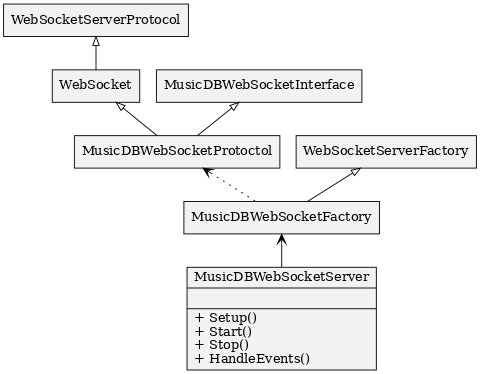 WebSocketServerProtocol
WebSocket
MusicDBWebSocketInterface
MusicDBWebSocketProtoctol
WebSocketServerFactory
MusicDBWebSocketFactory
MusicDBWebSocketServer
+ Setup()
+ Start()
+ Stop()
+ HandleEvents()